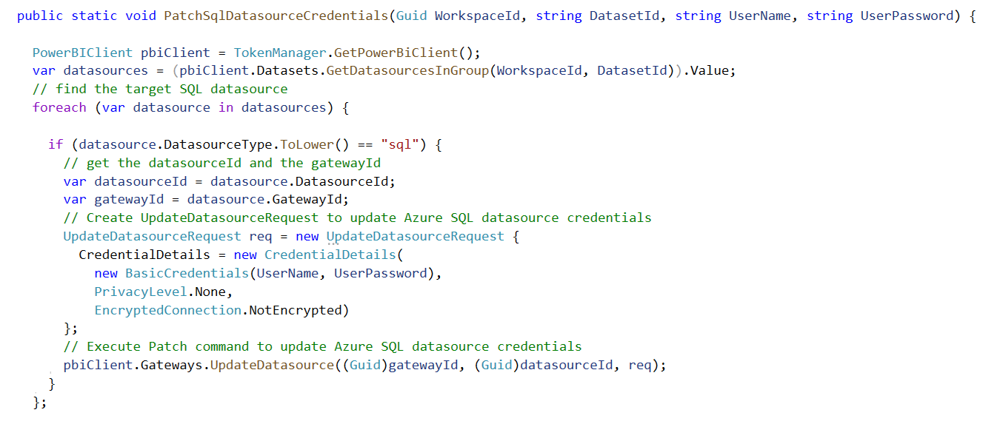 public static void PatchSqlDatasourceCredentials(Guid WorkspaceId, string DatasetId, string UserName, string UserPassword) {
PowerBIClient pbiClient = TokenManager.GetPowerBiClient();
var datasources = (pbiClient.Datasets.GetDatasourcesInGroup(WorkspaceId, DatasetId)).Value;
// find the target SQL datasource
foreach (var datasource in datasources) {
if (datasource.DatasourceType.ToLower() == "sql") {
// get the datasourceId and the gatewayId
var datasourceId = datasource.DatasourceId;
var gatewayId = datasource.GatewayId;
// Create UpdateDatasourceRequest to update Azure SQL datasource credentials
UpdateDatasourceRequest req = new UpdateDatasourceRequest {
CredentialDetails = new CredentialDetails(
new BasicCredentials(UserName, UserPassword),
PrivacyLevel.None,
EncryptedConnection.NotEncrypted)
};
// Execute Patch command to update Azure SQL datasource credentials
pbiClient.Gateways.UpdateDatasource((Guid)gatewayId, (Guid)datasourceId, req);
}
};